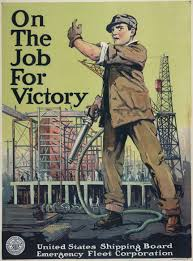 On
The
Job
For
Victory
United States Shipping Board
Emergency Fleet Corporation